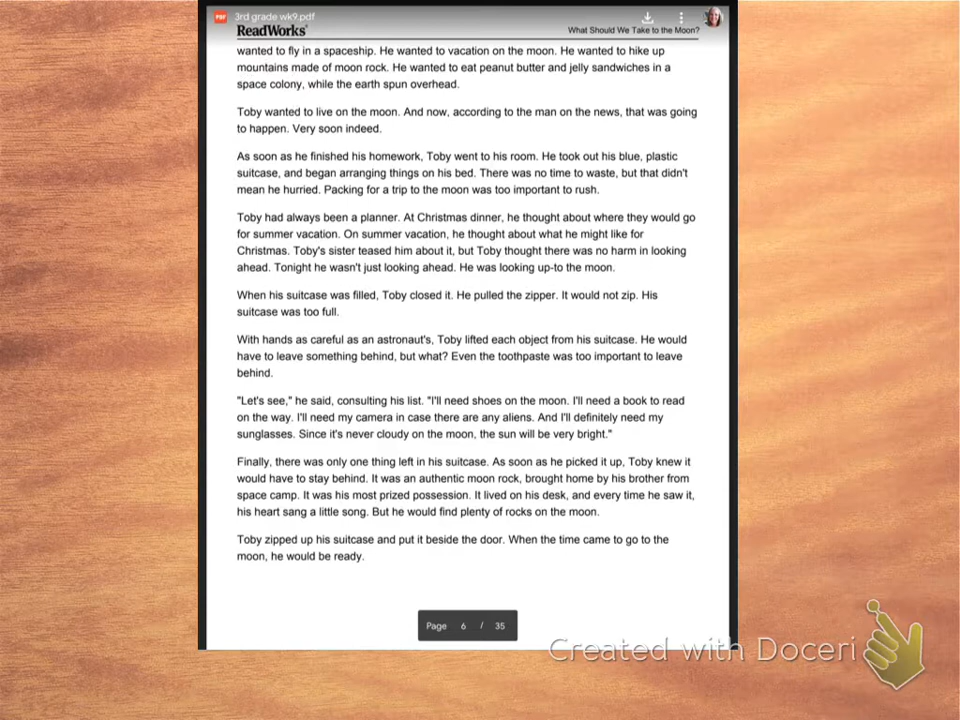 PDF 3rd grade wk9.pdf
ReadWorks® What Should We Take to the Moon?
wanted to fly in a spaceship. He wanted to vacation on the moon. He wanted to hike up
mountains made of moon rock. He wanted to eat peanut butter and jelly sandwiches in a
space colony, while the earth spun overhead.
Toby wanted to live on the moon. And now, according to the man on the news, that was going
to happen. Very soon indeed.
As soon as he finished his homework, Toby went to his room. He took out his blue, plastic
suitcase, and began arranging things on his bed. There was no time to waste, but that didn't
mean he hurried. Packing for a trip to the moon was too important to rush.
Toby had always been a planner. At Christmas dinner, he thought about where they would go
for summer vacation. On summer vacation, he thought about what he might like for
Christmas. Toby's sister teased him about it, but Toby thought there was no harm in looking
ahead. Tonight he wasn't just looking ahead. He was looking up-to the moon.
When his suitcase was filled, Toby closed it. He pulled the zipper. It would not zip. His
suitcase was too full.
With hands as careful as an astronaut's, Toby lifted each object from his suitcase. He would
have to leave something behind, but what? Even the toothpaste was too important to leave
behind.
"Let's see," he said, consulting his list. "I'll need shoes on the moon. I'll need a book to read
on the way. I'll need my camera in case there are any aliens. And I'll definitely need my
sunglasses. Since it's never cloudy on the moon, the sun will be very bright."
Finally, there was only one thing left in his suitcase. As soon as he picked it up, Toby knew it
would have to stay behind. It was an authentic moon rock, brought home by his brother from
space camp. It was his most prized possession. It lived on his desk, and every time he saw it,
his heart sang a little song. But he would find plenty of rocks on the moon.
Toby zipped up his suitcase and put it beside the door. When the time came to go to the
moon, he would be ready.
Page 6 / 35
Created with Doceri